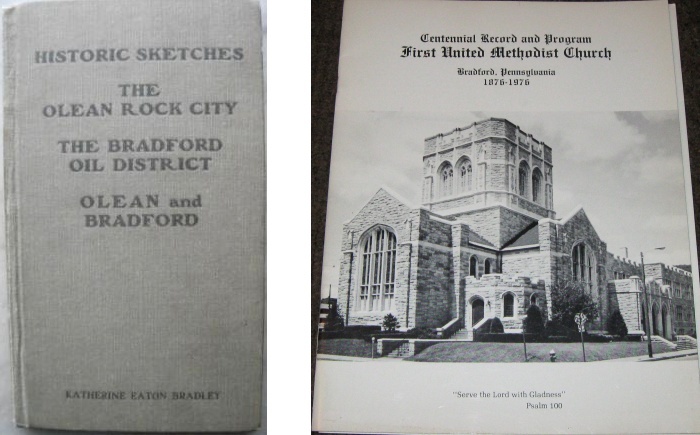 HISTORIC SKETCHES
THE
OLEAN ROCK CITY
THE BRADFORD
OIL DISTRICT
OLEAN and
BRADFORD
KATHERINE EATON BRADLEY
Centennial Record and Program
First United Methodist Church
Bradford, Pennsylvania
1876-1976
"Serve the Lord with Gladness"
Psalm 100